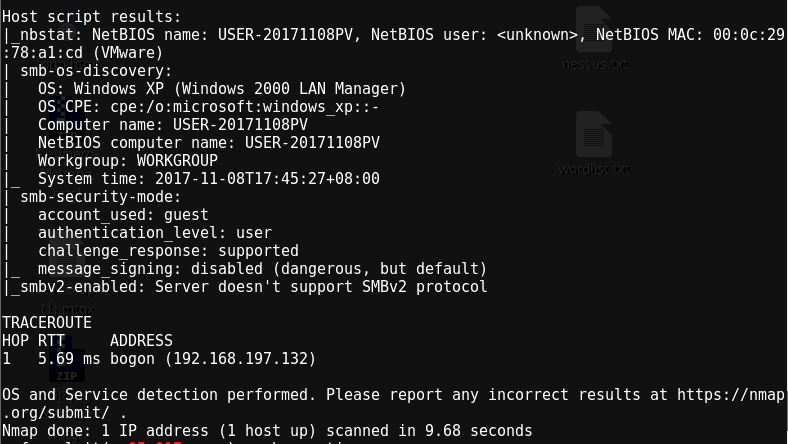 Host script results:
|_nbstat: NetBIOS name: USER-20171108PV, NetBIOS user: <unknown>, NetBIOS MAC: 00:0c:29
:78:a1:cd (VMware)
nessus.txt
| smb-os-discovery:
|   OS: Windows XP (Windows 2000 LAN Manager)
|   OS CPE: cpe:/o:microsoft:windows_xp::-
|   Computer name: USER-20171108PV
|   NetBIOS computer name: USER-20171108PV
|   Workgroup: WORKGROUP
wordlist.txt
|_  System time: 2017-11-08T17:45:27+08:00
| smb-security-mode:
|   account_used: guest
|   authentication_level: user
|   challenge_response: supported
|_  message_signing: disabled (dangerous, but default)
|_smbv2-enabled: Server doesn't support SMBv2 protocol
TRACEROUTE
HOP RTT     ADDRESS
1   5.69 ms bogon (192.168.197.132)
ZIP
OS and Service detection performed. Please report any incorrect results at https://nmap
.org/submit/ .
Nmap done: 1 IP address (1 host up) scanned in 9.68 seconds